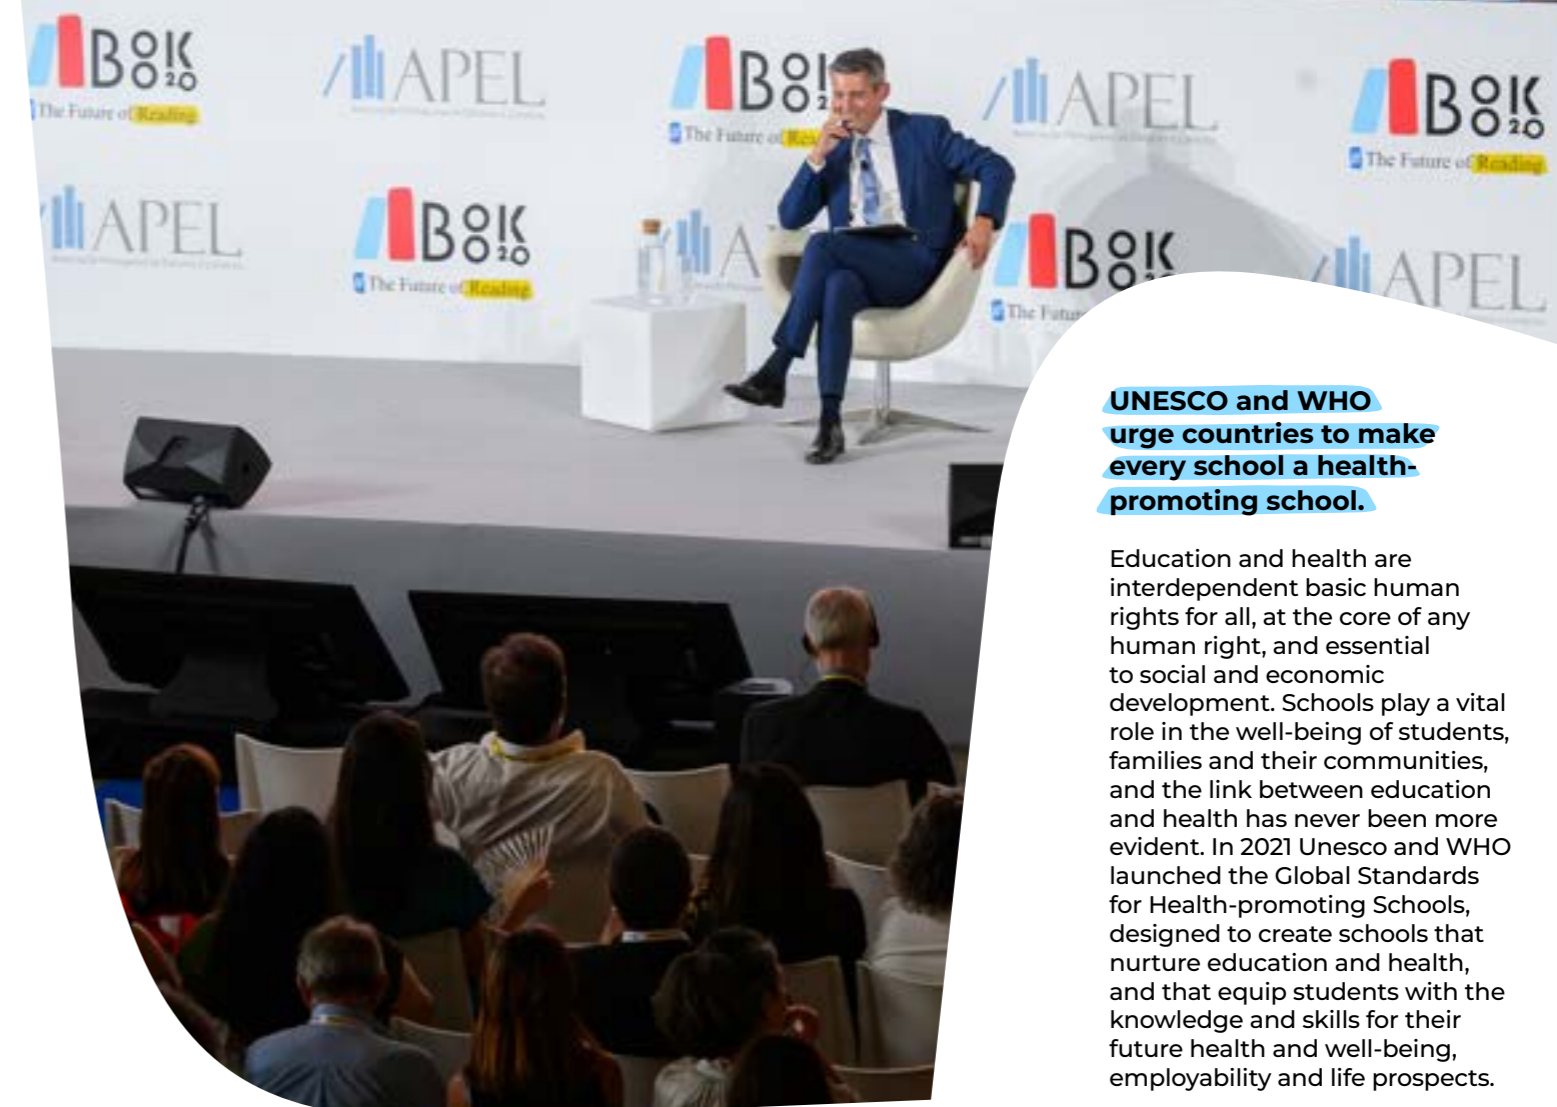 BOOK 2.0
The Future of Reading
APEL
BOOK 2.0
The Future of Reading
APEL
BOOK 2.0
The Future of Reading
APEL
BOOK 2.0
The Future of Reading
A
BOOK 2.0
The Future
APEL
UNESCO and WHO
urge countries to make
every school a health-
promoting school.
Education and health are
interdependent basic human
rights for all, at the core of any
human right, and essential
to social and economic
development. Schools play a vital
role in the well-being of students,
families and their communities,
and the link between education
and health has never been more
evident. In 2021 Unesco and WHO
launched the Global Standards
for Health-promoting Schools,
designed to create schools that
nurture education and health,
and that equip students with the
knowledge and skills for their
future health and well-being,
employability and life prospects.